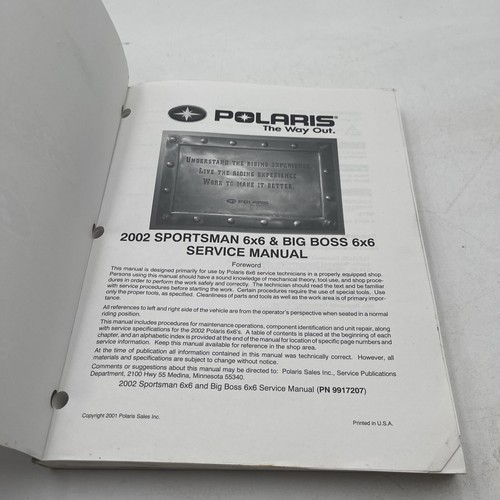 POLARIS®
The Way Out.
UNDERSTAND THE RIDING EXPERIENCE
LIVE THE RIDING EXPERIENCE
WORK TO MAKE IT BETTER
2002 SPORTSMAN 6x6 & BIG BOSS 6x6
SERVICE MANUAL
Foreword
This manual is designed primarily for use by Polaris 6x6 service technicians in a properly equipped shop.
Persons using this manual should have a sound knowledge of mechanical theory, tool use, and shop proce-
dures in order to perform the work safely and correctly. The technician should read the text and be familiar
with service procedures before starting the work. Certain procedures require the use of special tools. Use
only the proper tools, as specified. Cleanliness of parts and tools as well as the work area is of primary impor-
tance.
All references to left and right side of the vehicle are from the operator's perspective when seated in a normal
riding position.
This manual includes procedures for maintenance operations, component identification and unit repair, along
with service specifications for the 2002 Polaris 6x6's. A table of contents is placed at the beginning of each
chapter, and an alphabetic index is provided at the end of the manual for location of specific page numbers and
service information. Keep this manual available for reference in the shop area.
At the time of publication all information contained in this manual was technically correct. However, all
materials and specifications are subject to change without notice.
Comments or suggestions about this manual may be directed to: Polaris Sales Inc., Service Publications
Department, 2100 Hwy 55 Medina, Minnesota 55340.
2002 Sportsman 6x6 and Big Boss 6x6 Service Manual (PN 9917207)
Copyright 2001 Polaris Sales Inc.
Printed in U.S.A.